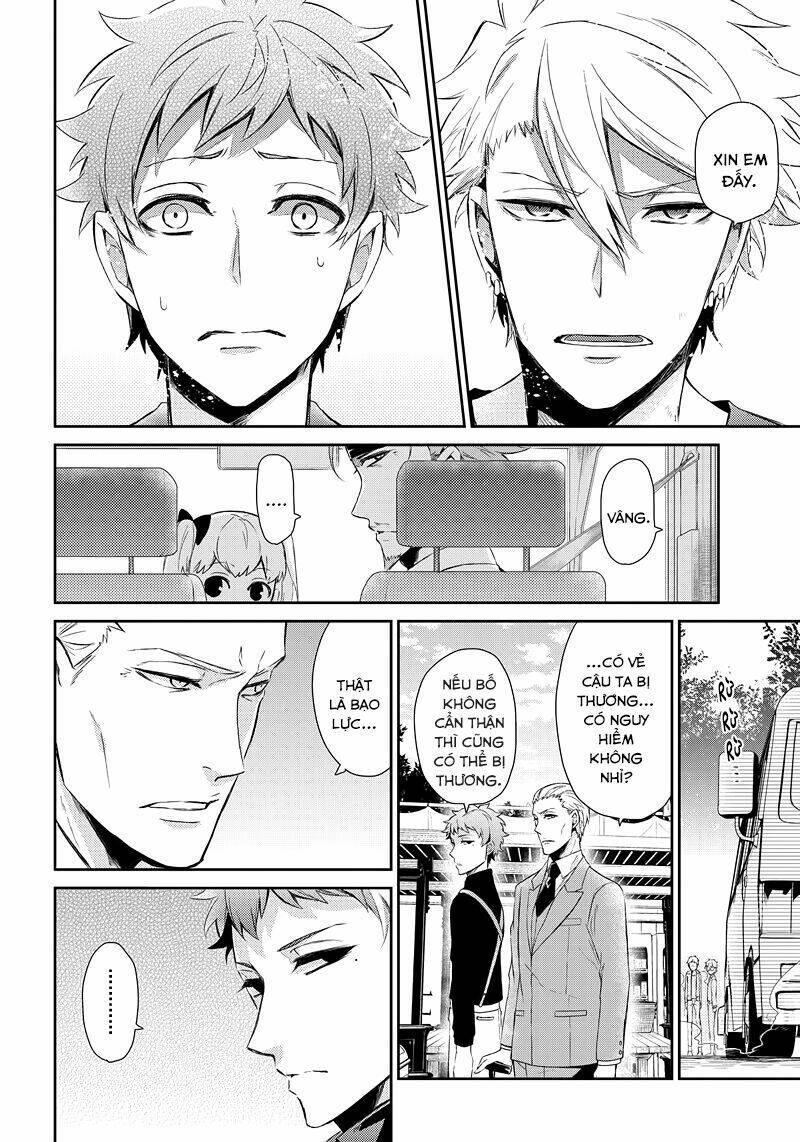 XIN EM
ĐẤY.
VÂNG.
....
RỪ
RỪ
RỪ
...CÓ VẺ
CẬU TA BỊ
THƯƠNG...
CÓ NGUY
HIỂM
KHÔNG
NHỈ?
NẾU BỐ
KHÔNG
CẨN THẬN
THÌ CŨNG
CÓ THỂ BỊ
THƯƠNG.
THẬT
LÀ BẠO
LỰC...
........